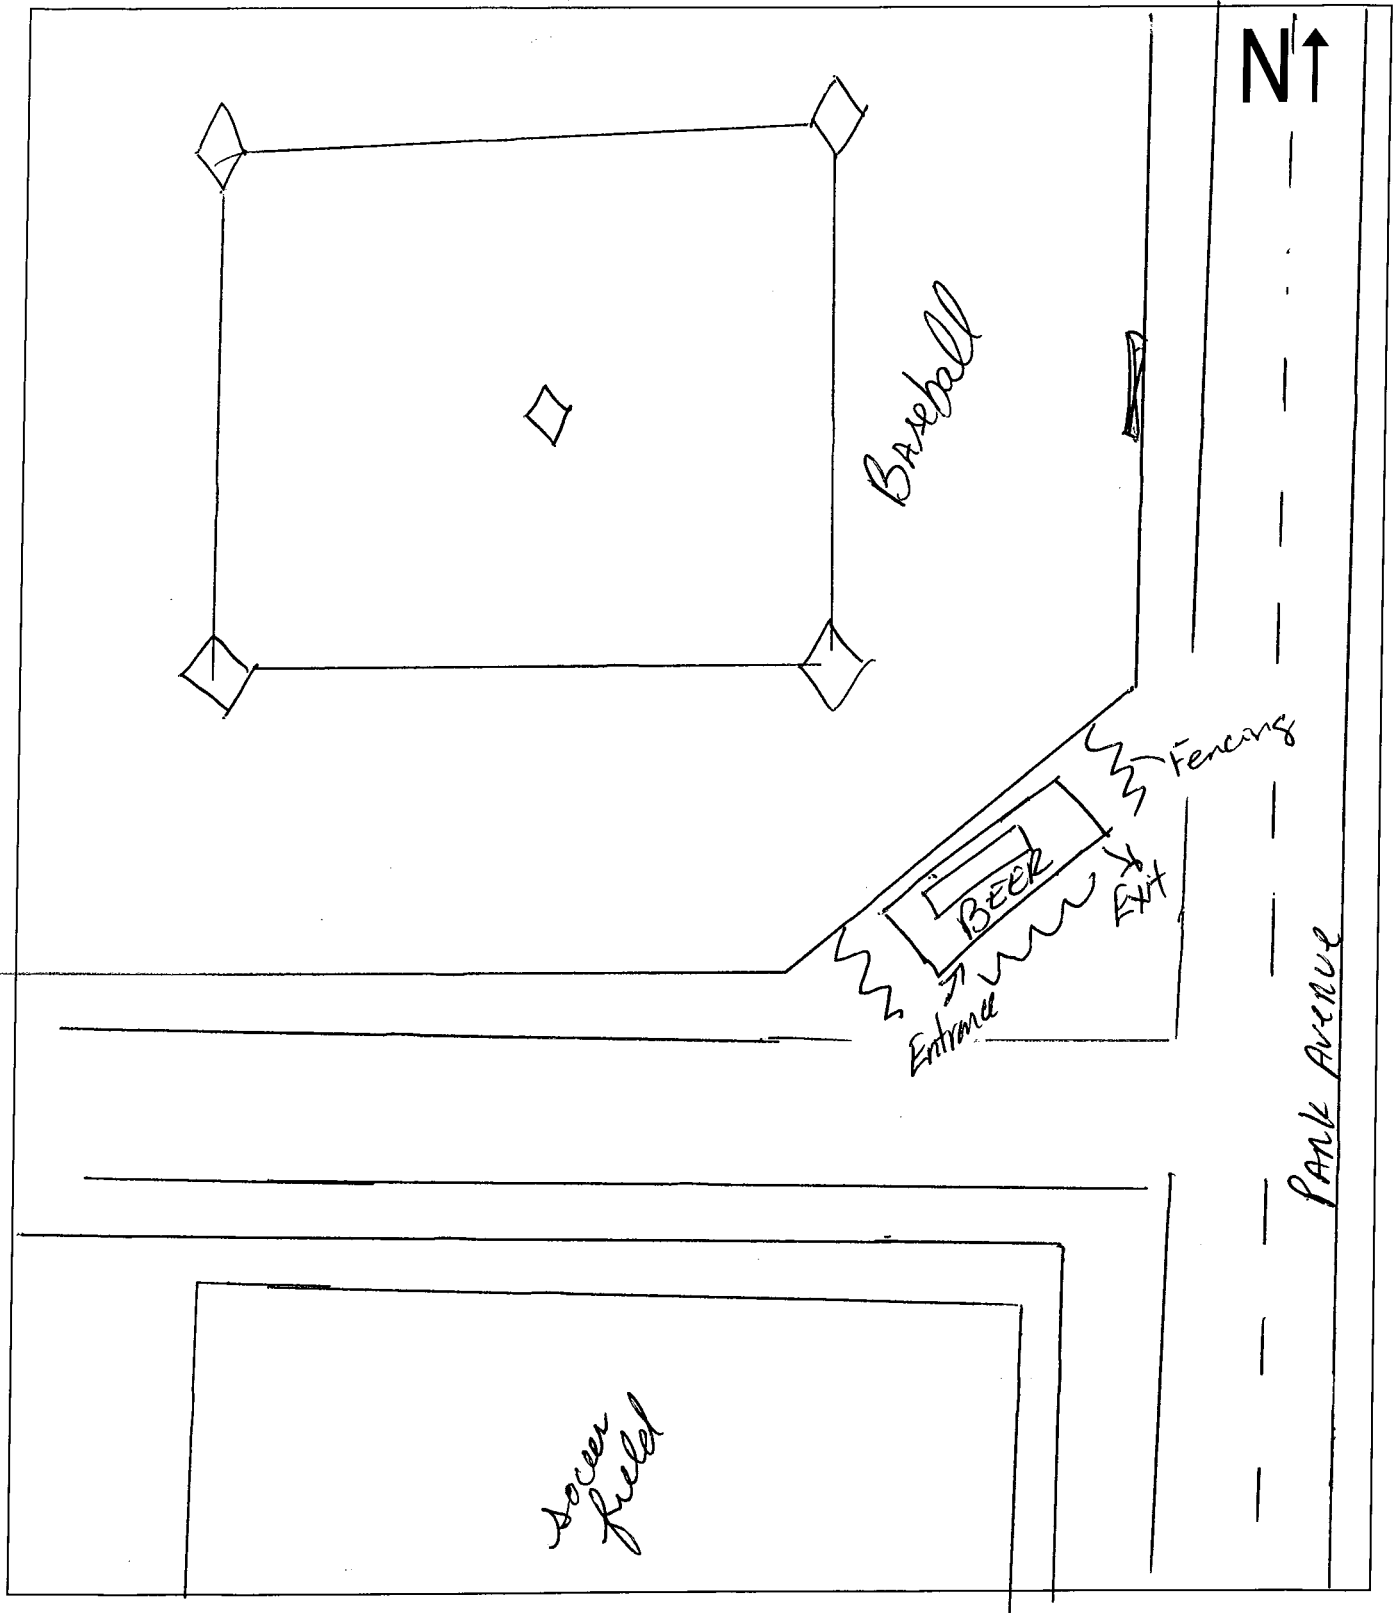 N
Baseball
Fencing
BEER
Exit
Entrance
PARK AVENUE
soccer
field